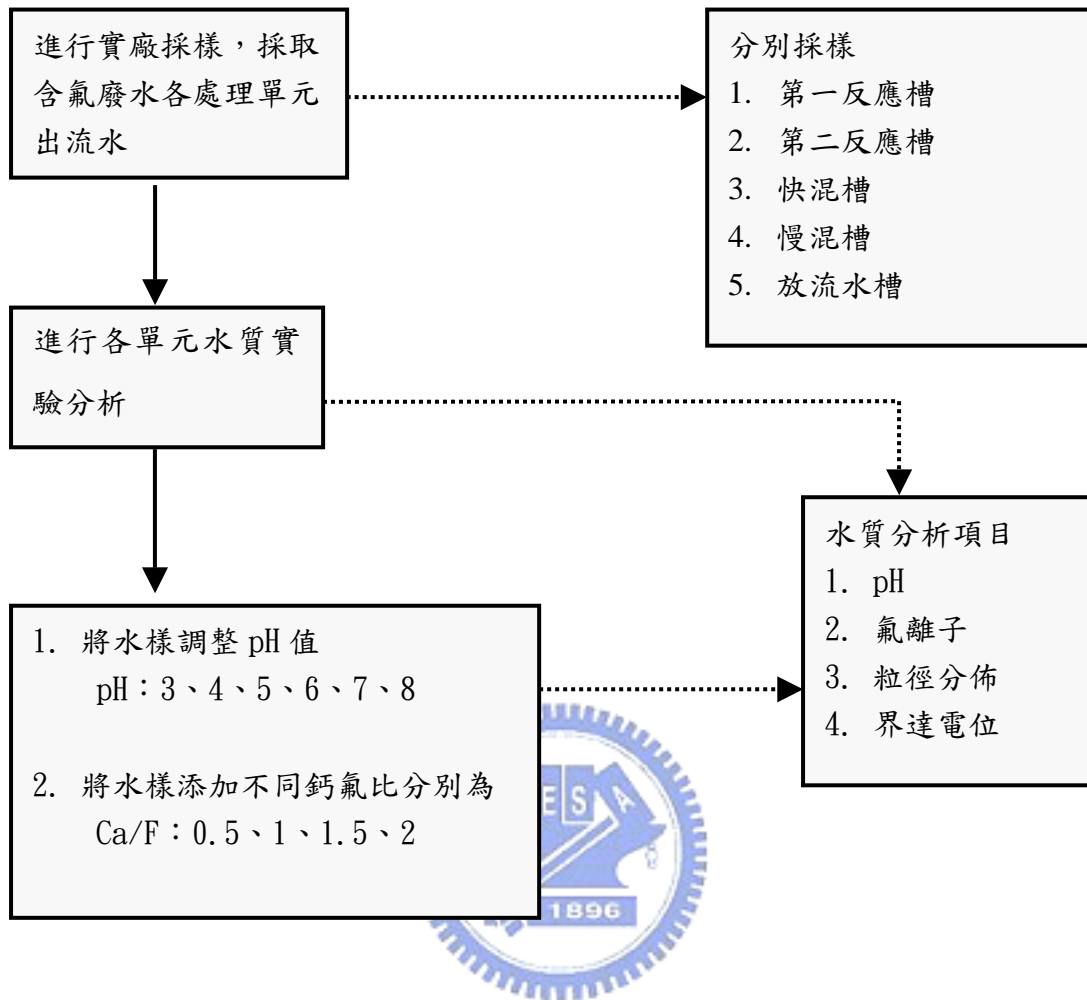 進行實廠採樣，採取
含氟廢水各處理單元
出流水
分別採樣
1. 第一反應槽
2. 第二反應槽
3. 快混槽
4. 慢混槽
5. 放流水槽
進行各單元水質實
驗分析
水質分析項目
1. pH
2. 氟離子
3. 粒徑分佈
4. 界達電位
1. 將水樣調整 pH 值
pH：3、4、5、6、7、8
2. 將水樣添加不同鈣氟比分別為
Ca/F：0.5、1、1.5、2
ESA
1896